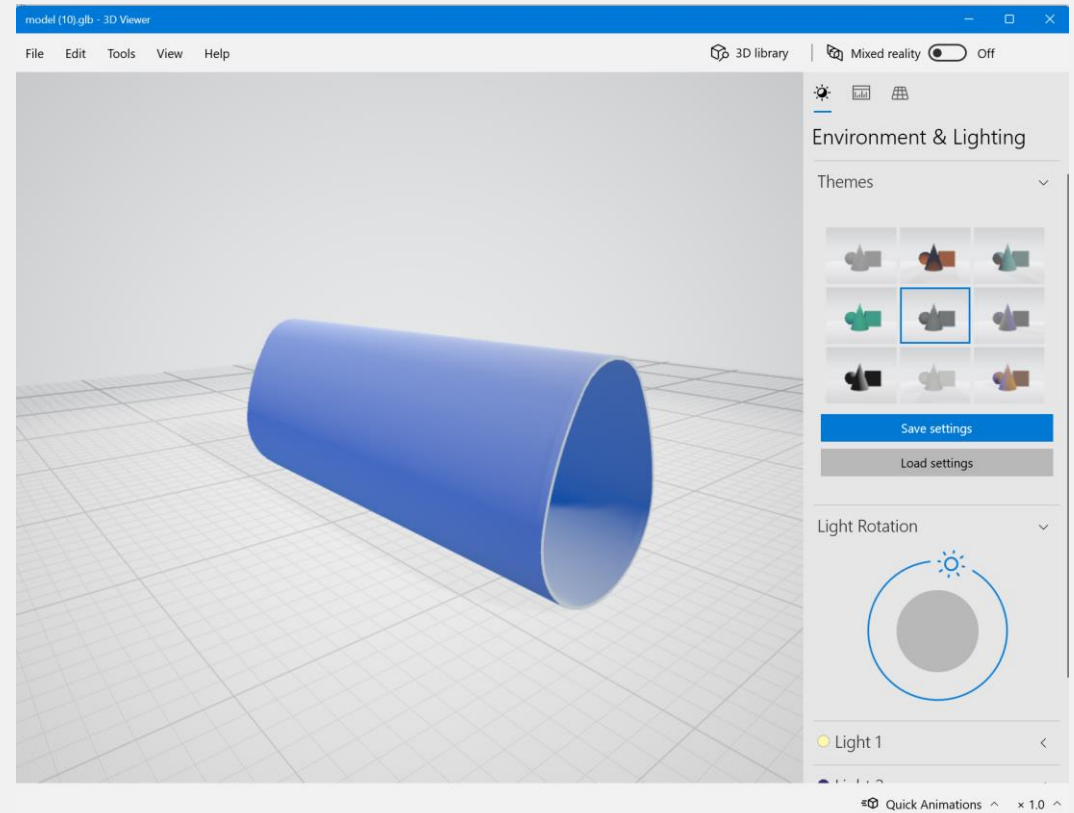 model (10).glb - 3D Viewer
File Edit Tools View Help 3D library Mixed reality Off
Environment & Lighting
Themes
Save settings
Load settings
Light Rotation
Light 1
Quick Animations × 1.0